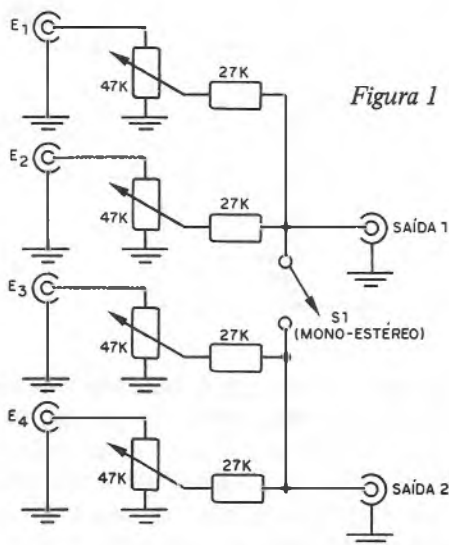 E1
47K
27K
Figura 1
E2
47K
27K
SAÍDA 1
S1
(MONO-ESTÉREO)
E3
47K
27K
E4
47K
27K
SAÍDA 2